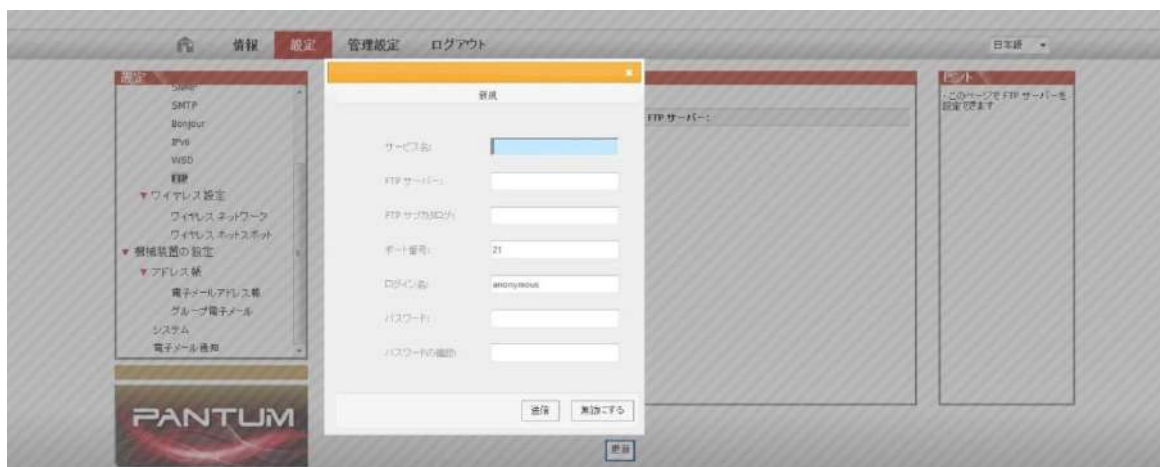 情報 設定 管理設定 ログアウト 日本語
設定
SNMP
SMTP
Bonjour
IPv6
WSD
FTP
▼ワイヤレス設定
ワイヤレス ネットワーク
ワイヤレス ホットスポット
▼機械装置の設定
▼アドレス帳
電子メールアドレス帳
グループ電子メール
システム
電子メール通知
PANTUM
新規
サービス名:
FTP サーバー:
FTP サブカタログ:
ポート番号: 21
ログイン名: anonymous
パスワード:
パスワードの確認:
送信 無効にする
FTP サーバー:
更新
ヒント
・このページで FTP サーバーを
設定できます